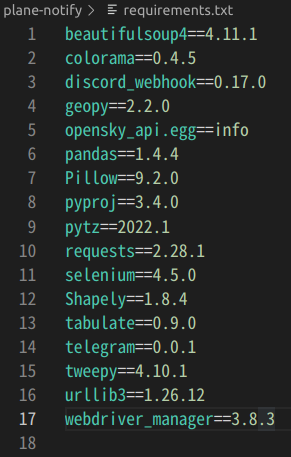 plane-notify > requirements.txt
1 beautifulsoup4==4.11.1
2 colorama==0.4.5
3 discord_webhook==0.17.0
4 geopy==2.2.0
5 opensky_api.egg==info
6 pandas==1.4.4
7 Pillow==9.2.0
8 pyproj==3.4.0
9 pytz==2022.1
10 requests==2.28.1
11 selenium==4.5.0
12 Shapely==1.8.4
13 tabulate==0.9.0
14 telegram==0.0.1
15 tweepy==4.10.1
16 urllib3==1.26.12
17 webdriver_manager==3.8.3
18